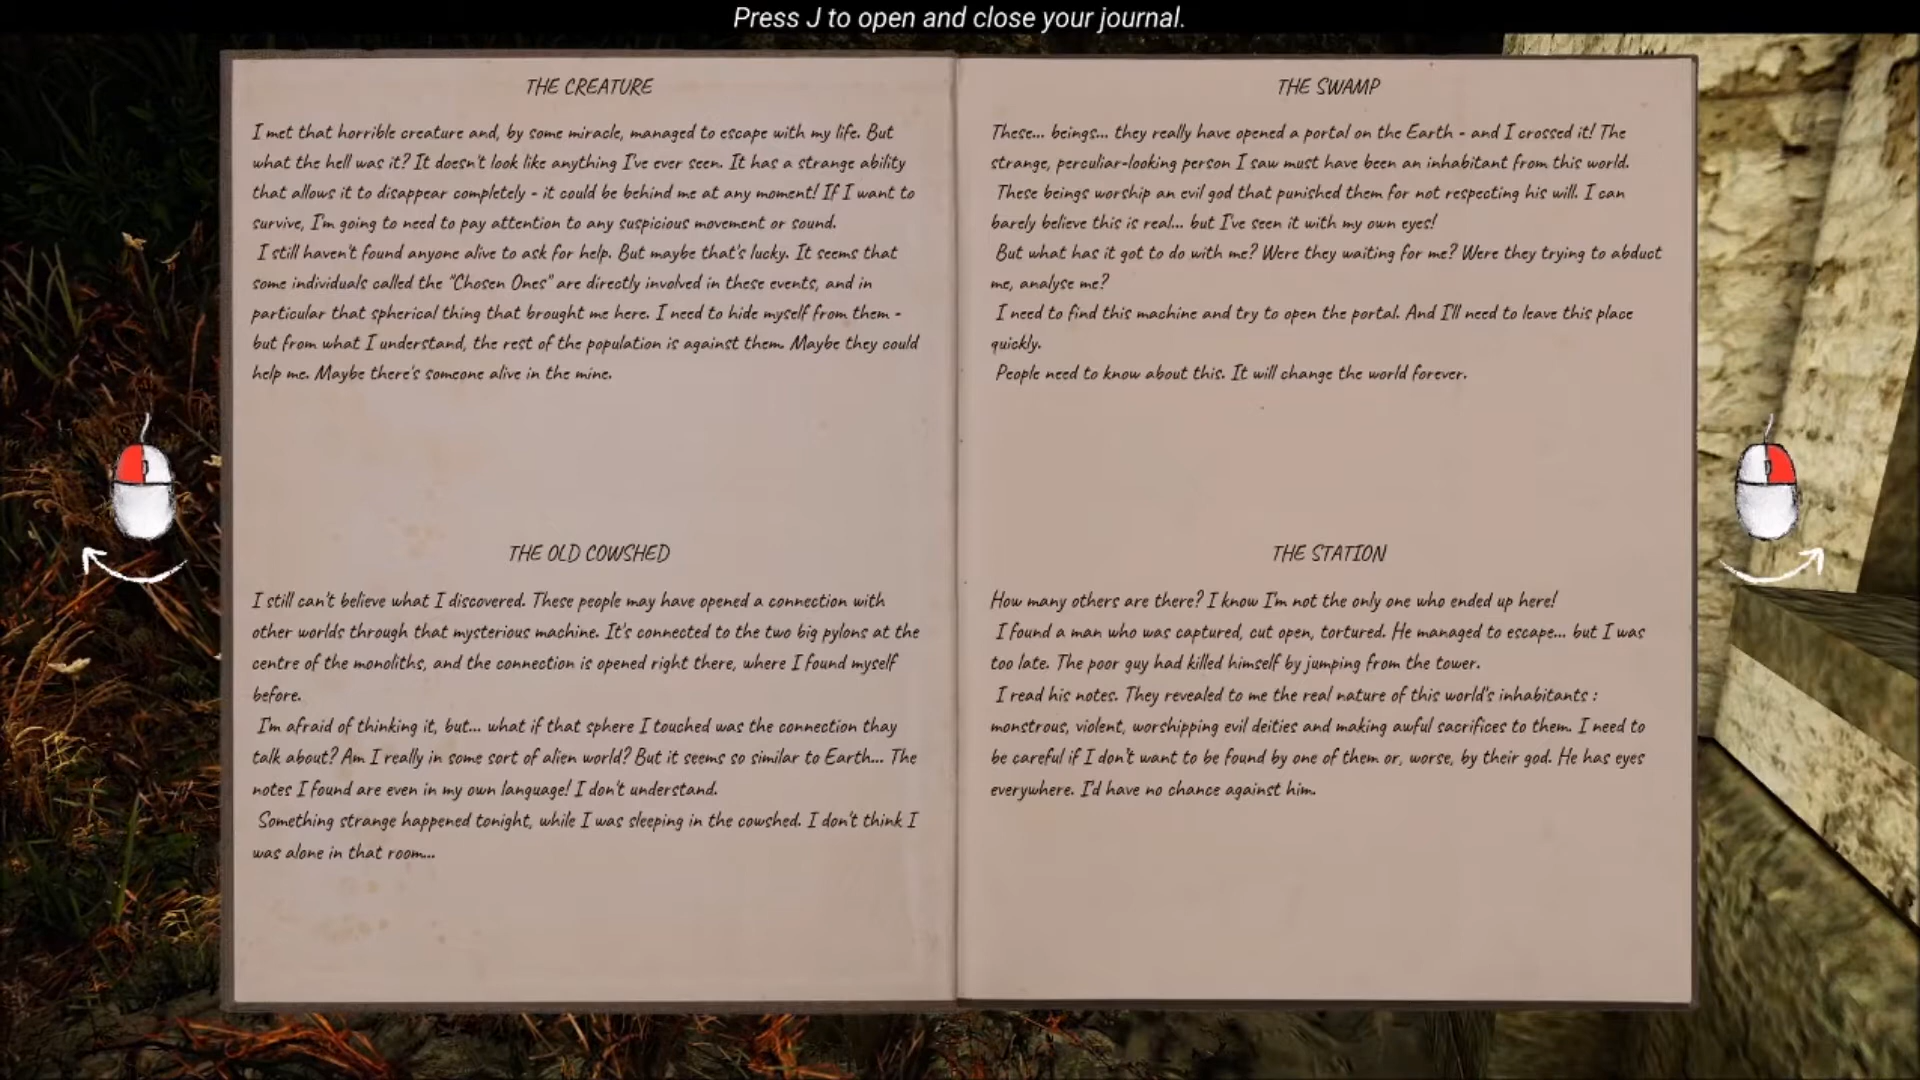 Press J to open and close your journal.
THE CREATURE
I met that horrible creature and, by some miracle, managed to escape with my life. But
what the hell was it? It doesn't look like anything I've ever seen. It has a strange ability
that allows it to disappear completely - it could be behind me at any moment! If I want to
survive, I'm going to need to pay attention to any suspicious movement or sound.
I still haven't found anyone alive to ask for help. But maybe that's lucky. It seems that
some individuals called the "Chosen Ones" are directly involved in these events, and in
particular that spherical thing that brought me here. I need to hide myself from them -
but from what I understand, the rest of the population is against them. Maybe they could
help me. Maybe there's someone alive in the mine.
THE OLD COWSHED
I still can't believe what I discovered. These people may have opened a connection with
other worlds through that mysterious machine. It's connected to the two big pylons at the
centre of the monoliths, and the connection is opened right there, where I found myself
before.
I'm afraid of thinking it, but... what if that sphere I touched was the connection thay
talk about? Am I really in some sort of alien world? But it seems so similar to Earth... The
notes I found are even in my own language! I don't understand.
Something strange happened tonight, while I was sleeping in the cowshed. I don't think I
was alone in that room...
THE SWAMP
These... beings... they really have opened a portal on the Earth - and I crossed it! The
strange, perculiar-looking person I saw must have been an inhabitant from this world.
These beings worship an evil god that punished them for not respecting his will. I can
barely believe this is real... but I've seen it with my own eyes!
But what has it got to do with me? Were they waiting for me? Were they trying to abduct
me, analyse me?
I need to find this machine and try to open the portal. And I'll need to leave this place
quickly.
People need to know about this. It will change the world forever.
THE STATION
How many others are there? I know I'm not the only one who ended up here!
I found a man who was captured, cut open, tortured. He managed to escape... but I was
too late. The poor guy had killed himself by jumping from the tower.
I read his notes. They revealed to me the real nature of this world's inhabitants :
monstrous, violent, worshipping evil deities and making awful sacrifices to them. I need to
be careful if I don't want to be found by one of them or, worse, by their god. He has eyes
everywhere. I'd have no chance against him.